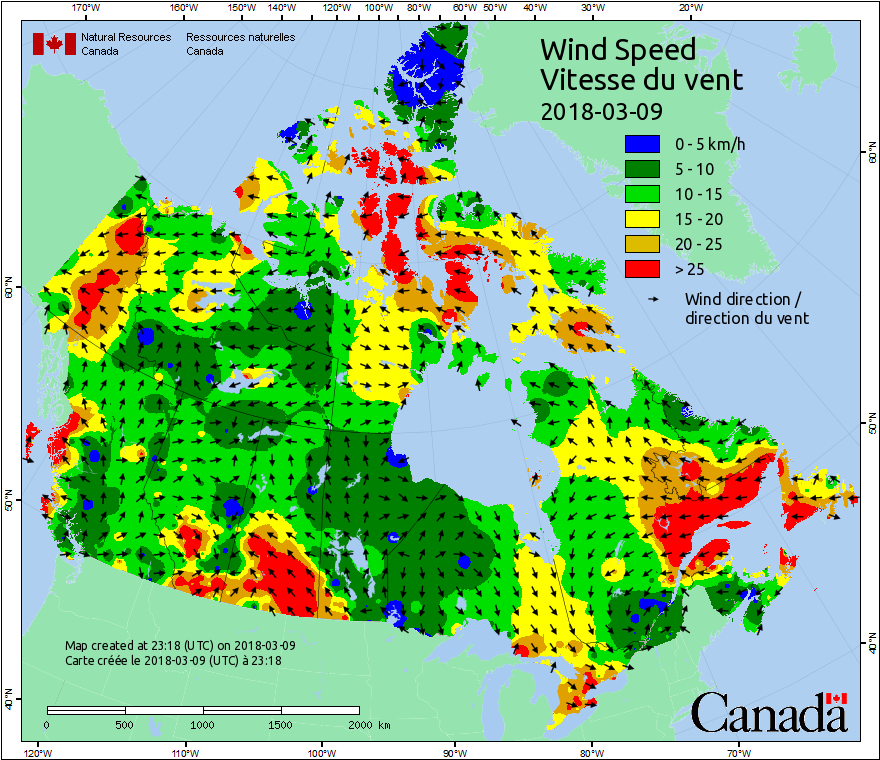 170°W 160°W 150°W 140°W 120°W 110°W 100°W 80°W 60°W 50°W 40°W 30°W 20°W
Natural Resources Canada
Ressources naturelles Canada
Wind Speed
Vitesse du vent
2018-03-09
0 - 5 km/h
5 - 10
10 - 15
15 - 20
20 - 25
> 25
Wind direction /
direction du vent
60°N
50°N
40°N
60°N
50°N
40°N
Map created at 23:18 (UTC) on 2018-03-09
Carte créée le 2018-03-09 (UTC) à 23:18
0 500 1000 1500 2000 km
Canada
120°W 110°W 100°W 90°W 80°W 70°W